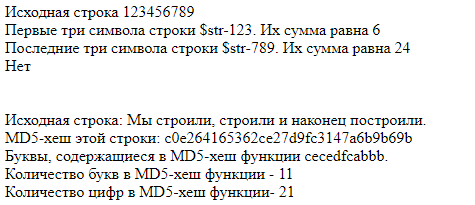 Исходная строка 123456789
Первые три символа строки $str-123. Их сумма равна 6
Последние три символа строки $str-789. Их сумма равна 24
Нет
Исходная строка: Мы строили, строили и наконец построили.
MD5-хеш этой строки: c0e264165362ce27d9fc3147a6b9b69b
Буквы, содержащиеся в MD5-хеш функции cecedfcabbb.
Количество букв в MD5-хеш функции - 11
Количество цифр в MD5-хеш функции- 21